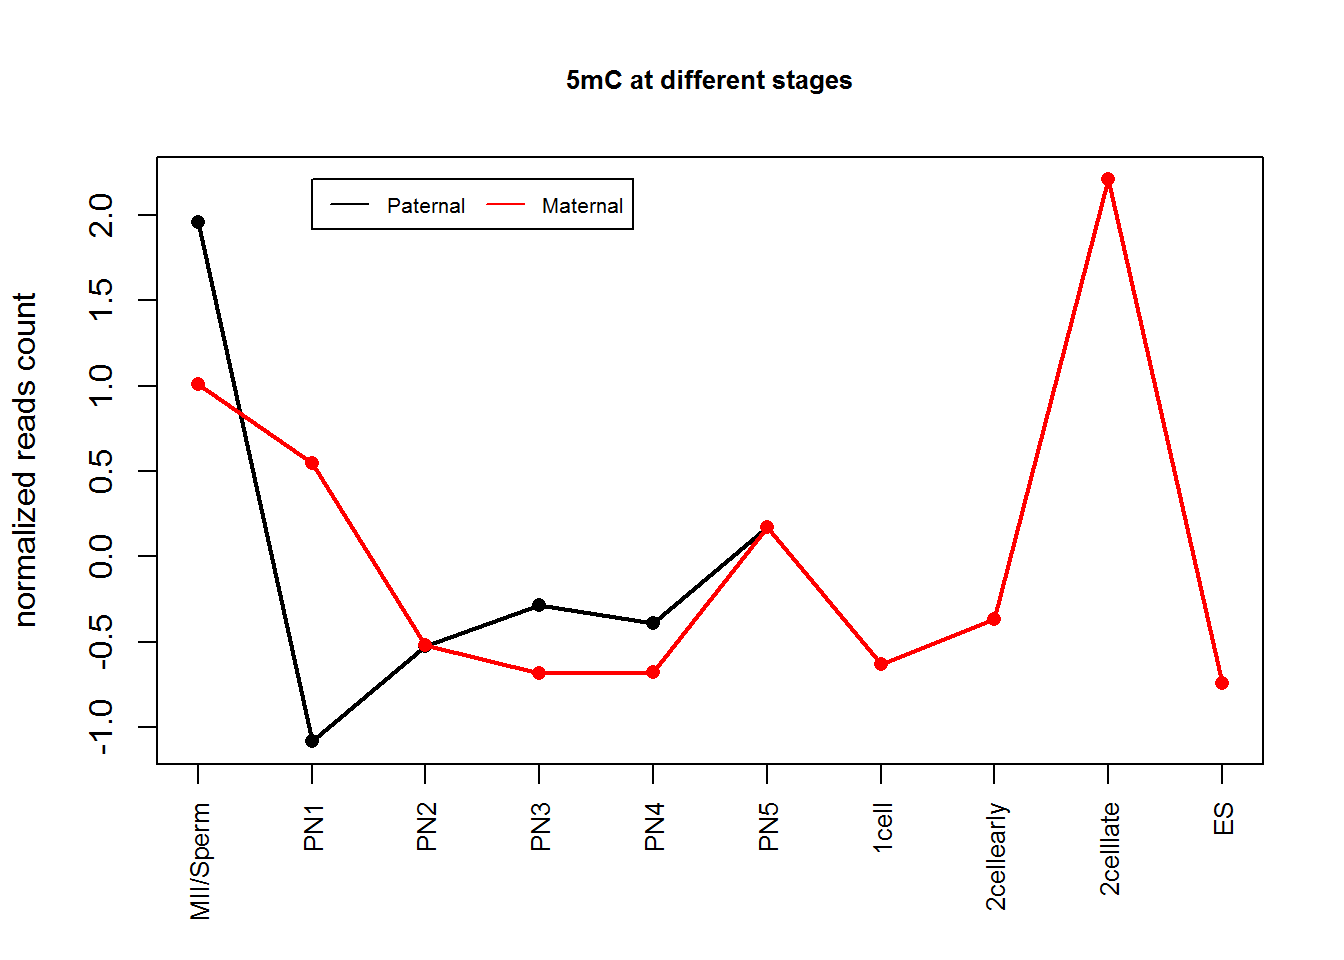 5mC at different stages
Paternal Maternal
normalized reads count
2.0
1.5
1.0
0.5
0.0
-0.5
-1.0
MII/Sperm
PN1
PN2
PN3
PN4
PN5
1cell
2cellearly
2celllate
ES